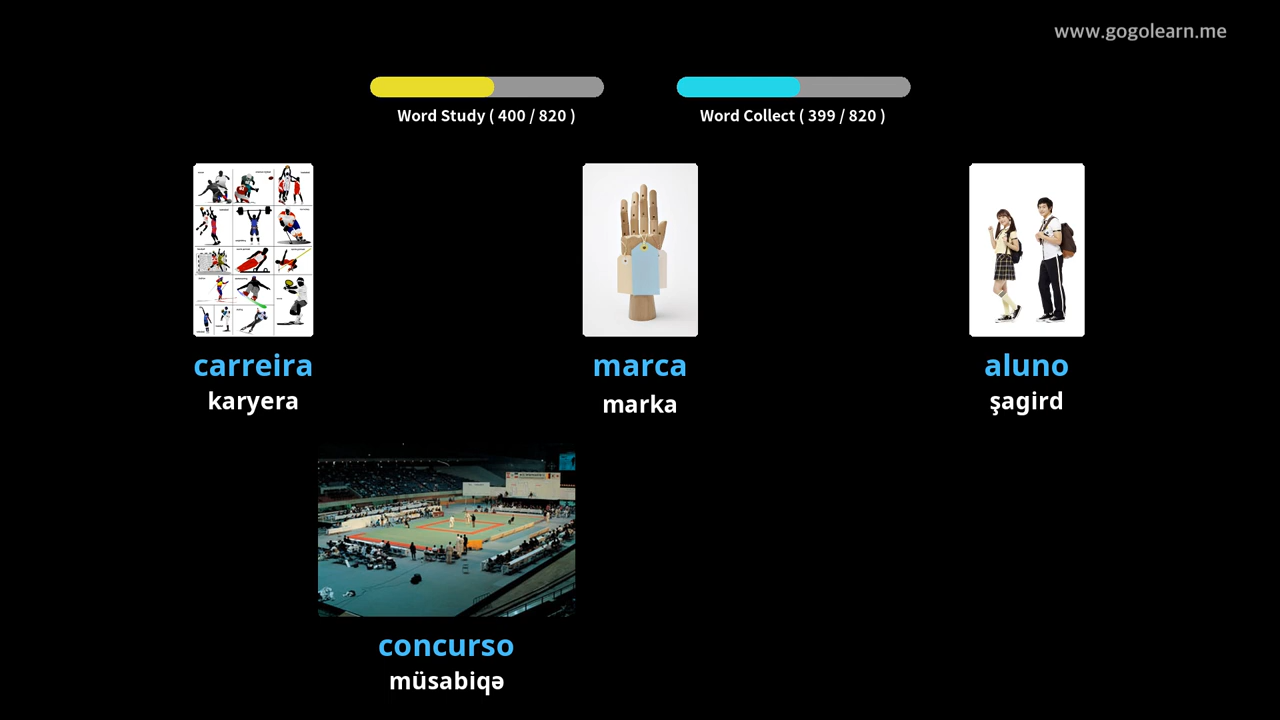 www.gogolearn.me
Word Study ( 400 / 820 )
Word Collect ( 399 / 820 )
carreira
karyera
marca
marka
aluno
şagird
concurso
müsabiqə